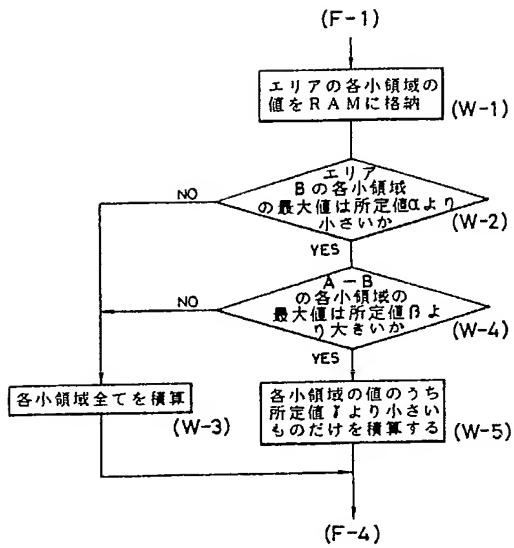 (F-1)
エリアの各小領域の
値をRAMに格納
(W-1)
エリア
Bの各小領域
の最大値は所定値αより
小さいか
(W-2)
NO
YES
A-B
の各小領域の
最大値は所定値βよ
り大きいか
(W-4)
NO
YES
各小領域全てを積算
(W-3)
各小領域の値のうち
所定値γより小さい
ものだけを積算する
(W-5)
(F-4)